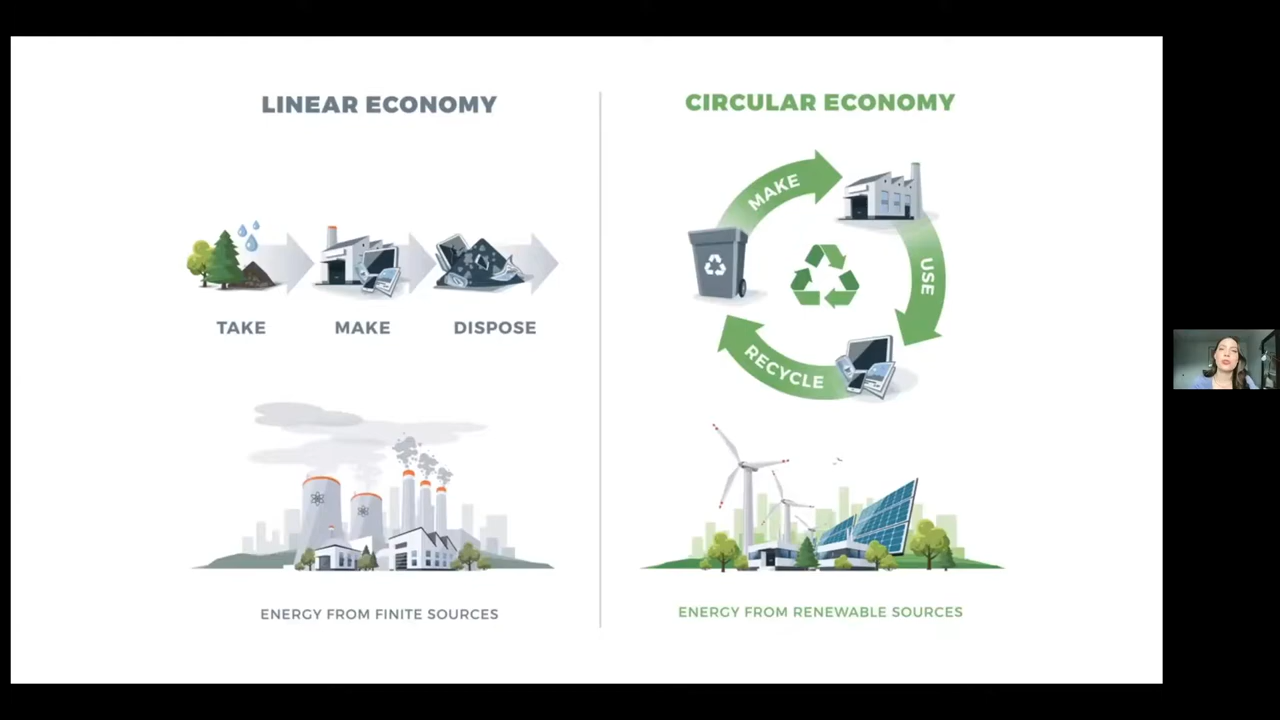 LINEAR ECONOMY
TAKE
MAKE
DISPOSE
ENERGY FROM FINITE SOURCES
CIRCULAR ECONOMY
MAKE
USE
RECYCLE
ENERGY FROM RENEWABLE SOURCES